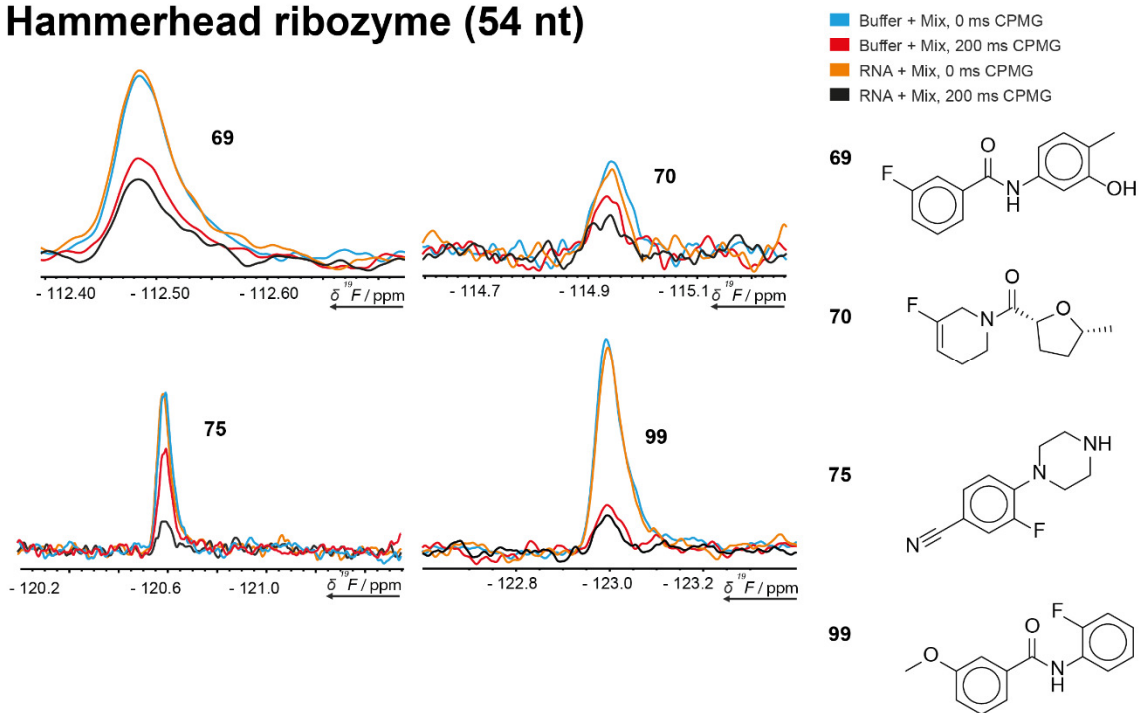 Hammerhead ribozyme (54 nt)
Buffer + Mix, 0 ms CPMG
Buffer + Mix, 200 ms CPMG
RNA + Mix, 0 ms CPMG
RNA + Mix, 200 ms CPMG
69
70
- 112.40 - 112.50 - 112.60 δ ¹⁹F / ppm
- 114.7 - 114.9 - 115.1 δ ¹⁹F / ppm
75
99
- 120.2 - 120.6 - 121.0 δ ¹⁹F / ppm
- 122.8 - 123.0 - 123.2 δ ¹⁹F / ppm
69
F
O
N
H
OH
70
F
O
N
O
75
NH
N
F
N
99
F
O
O
N
H